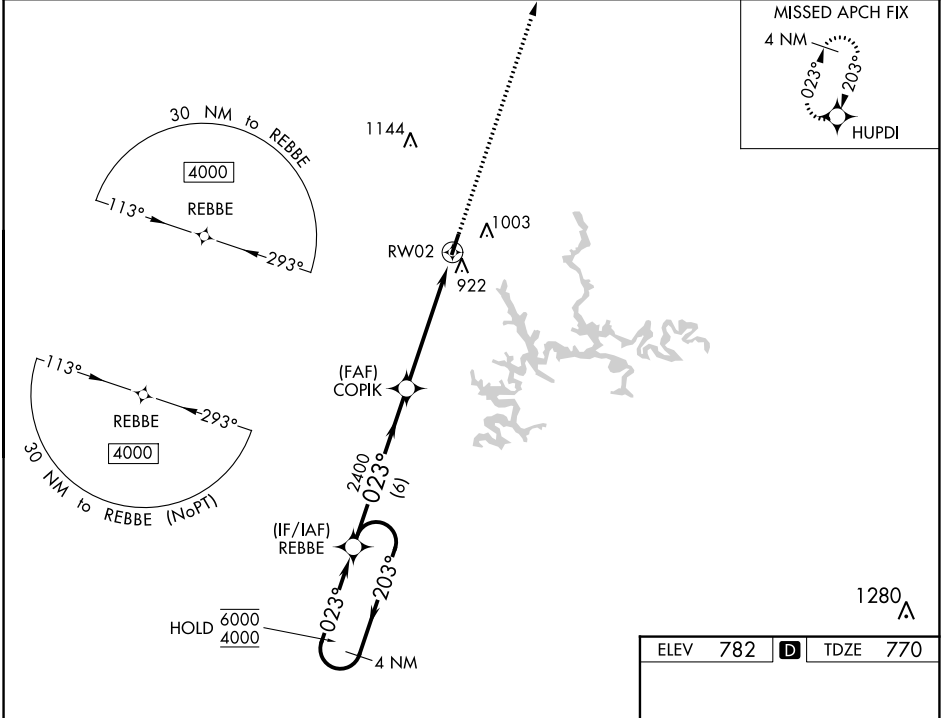 MISSED APCH FIX
4 NM
023°
203°
HUPDI
30 NM to REBBE
4000
REBBE
113°
293°
1144
1003
RW02
922
113°
293°
REBBE
4000
30 NM to REBBE (NoPT)
(FAF)
COPIK
2400
023°
(6)
(IF/IAF)
REBBE
023°
203°
HOLD 6000
4000
4 NM
1280
ELEV 782 D TDZE 770